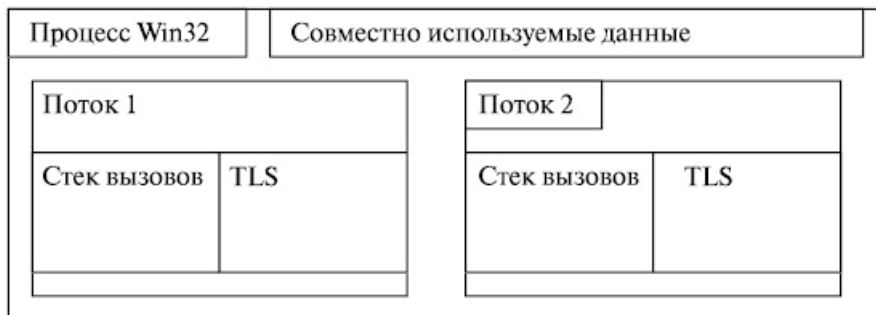 Процесс Win32
Совместно используемые данные
Поток 1
Поток 2
Стек вызовов
TLS
Стек вызовов
TLS